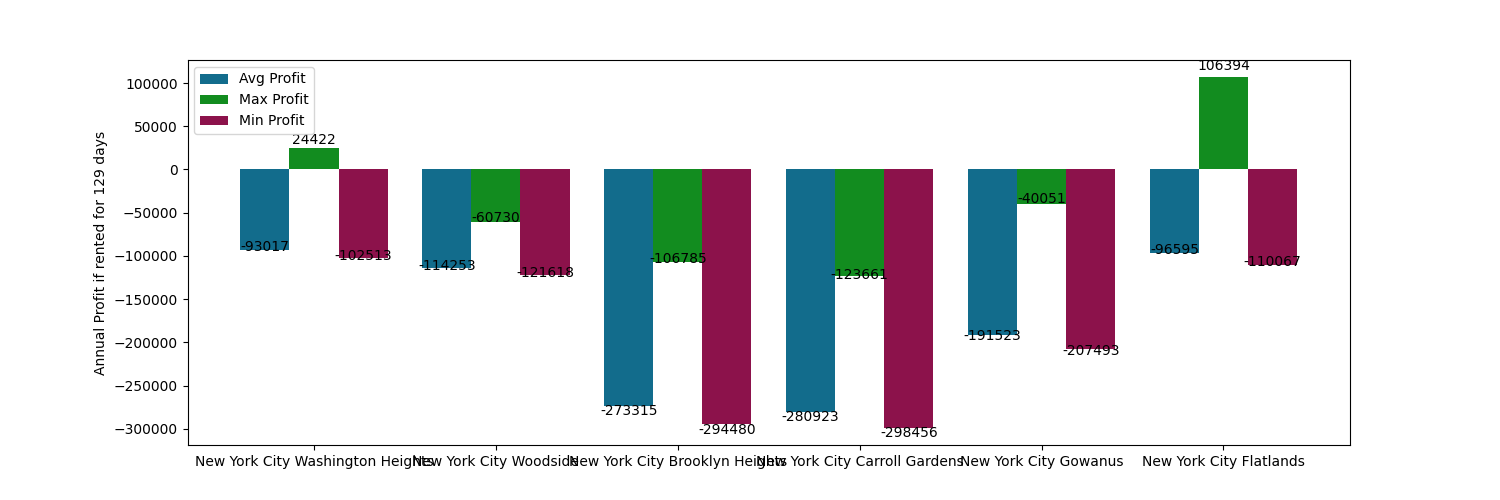 Avg Profit
Max Profit
Min Profit
Annual Profit if rented for 129 days
100000
50000
0
−50000
−100000
−150000
−200000
−250000
−300000
-93017
24422
-102513
-114253
-60730
-121618
-273315
-106785
-294480
-280923
-123661
-298456
-191523
-40051
-207493
-96595
106394
-110067
New York City Washington Heights
New York City Woodside
New York City Brooklyn Heights
New York City Carroll Gardens
New York City Gowanus
New York City Flatlands